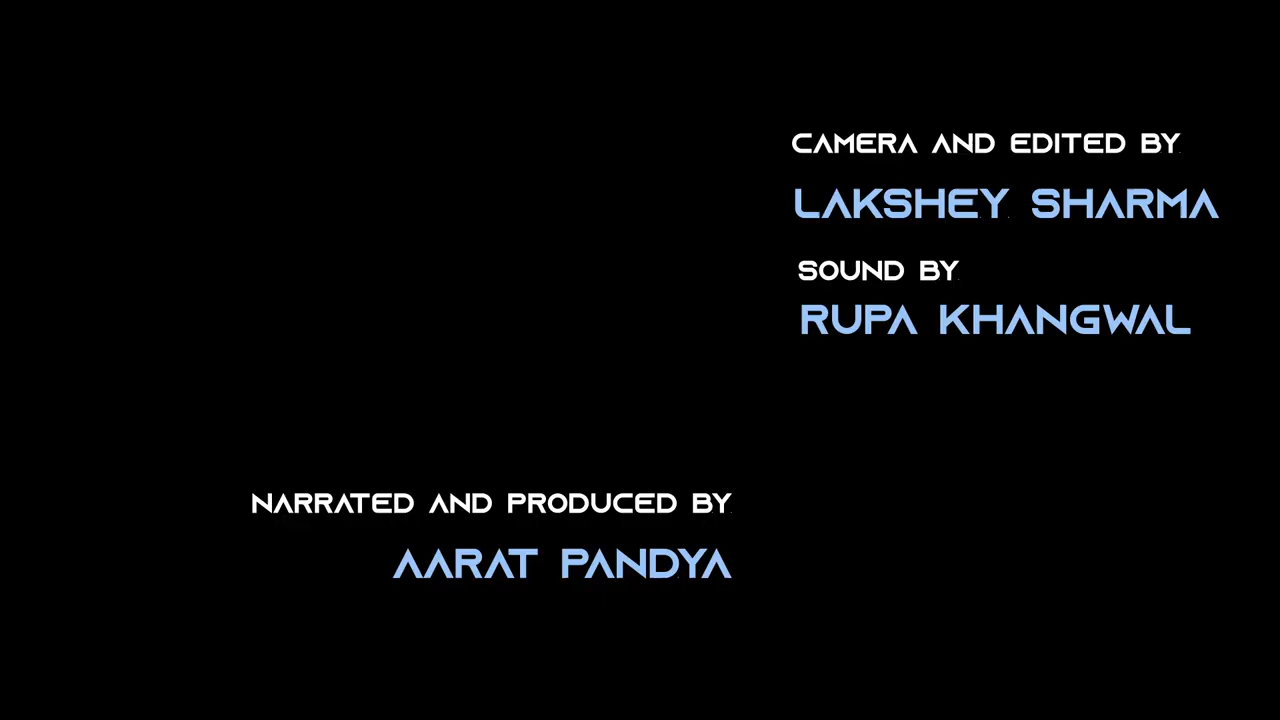 CAMERA AND EDITED BY
LAKSHEY SHARMA
SOUND BY
RUPA KHANGWAL
NARRATED AND PRODUCED BY
AARAT PANDYA